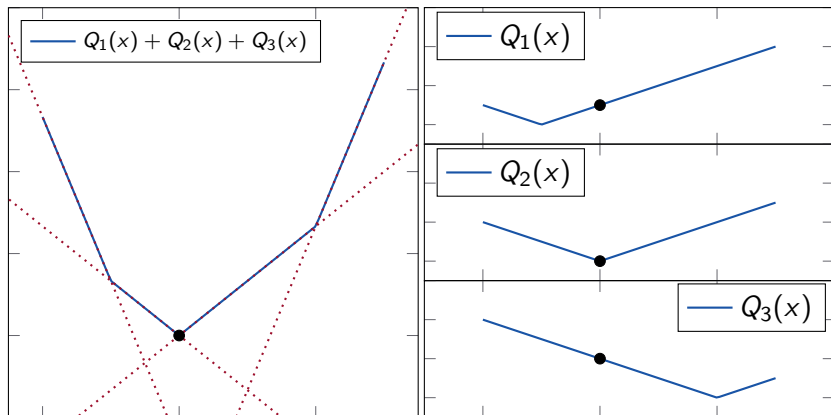 Q₁(x) + Q₂(x) + Q₃(x)
Q₁(x)
Q₂(x)
Q₃(x)